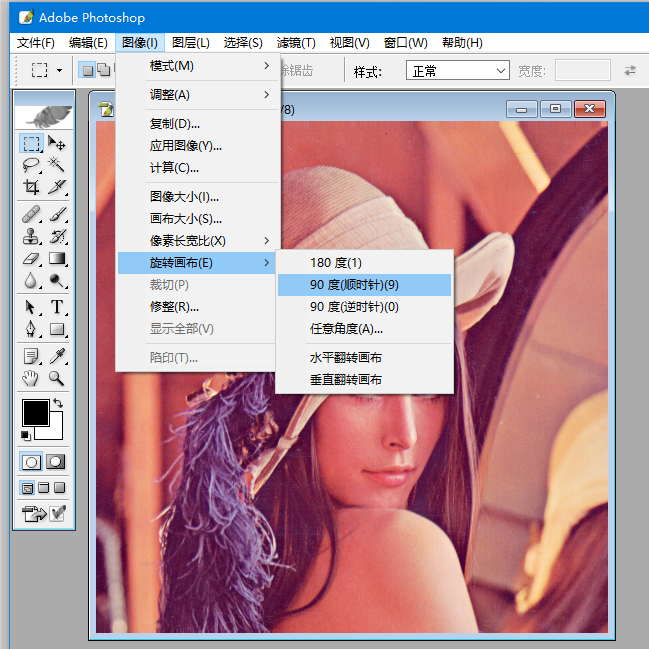 Adobe Photoshop
文件(F) 编辑(E) 图像(I) 图层(L) 选择(S) 滤镜(T) 视图(V) 窗口(W) 帮助(H)
除锯齿 样式: 正常 宽度:
/8)
模式(M)
调整(A)
复制(D)...
应用图像(Y)...
计算(C)...
图像大小(I)...
画布大小(S)...
像素长宽比(X)
旋转画布(E)
裁切(P)
修整(R)...
显示全部(V)
陷印(T)...
180 度(1)
90 度(顺时针)(9)
90 度(逆时针)(0)
任意角度(A)...
水平翻转画布
垂直翻转画布